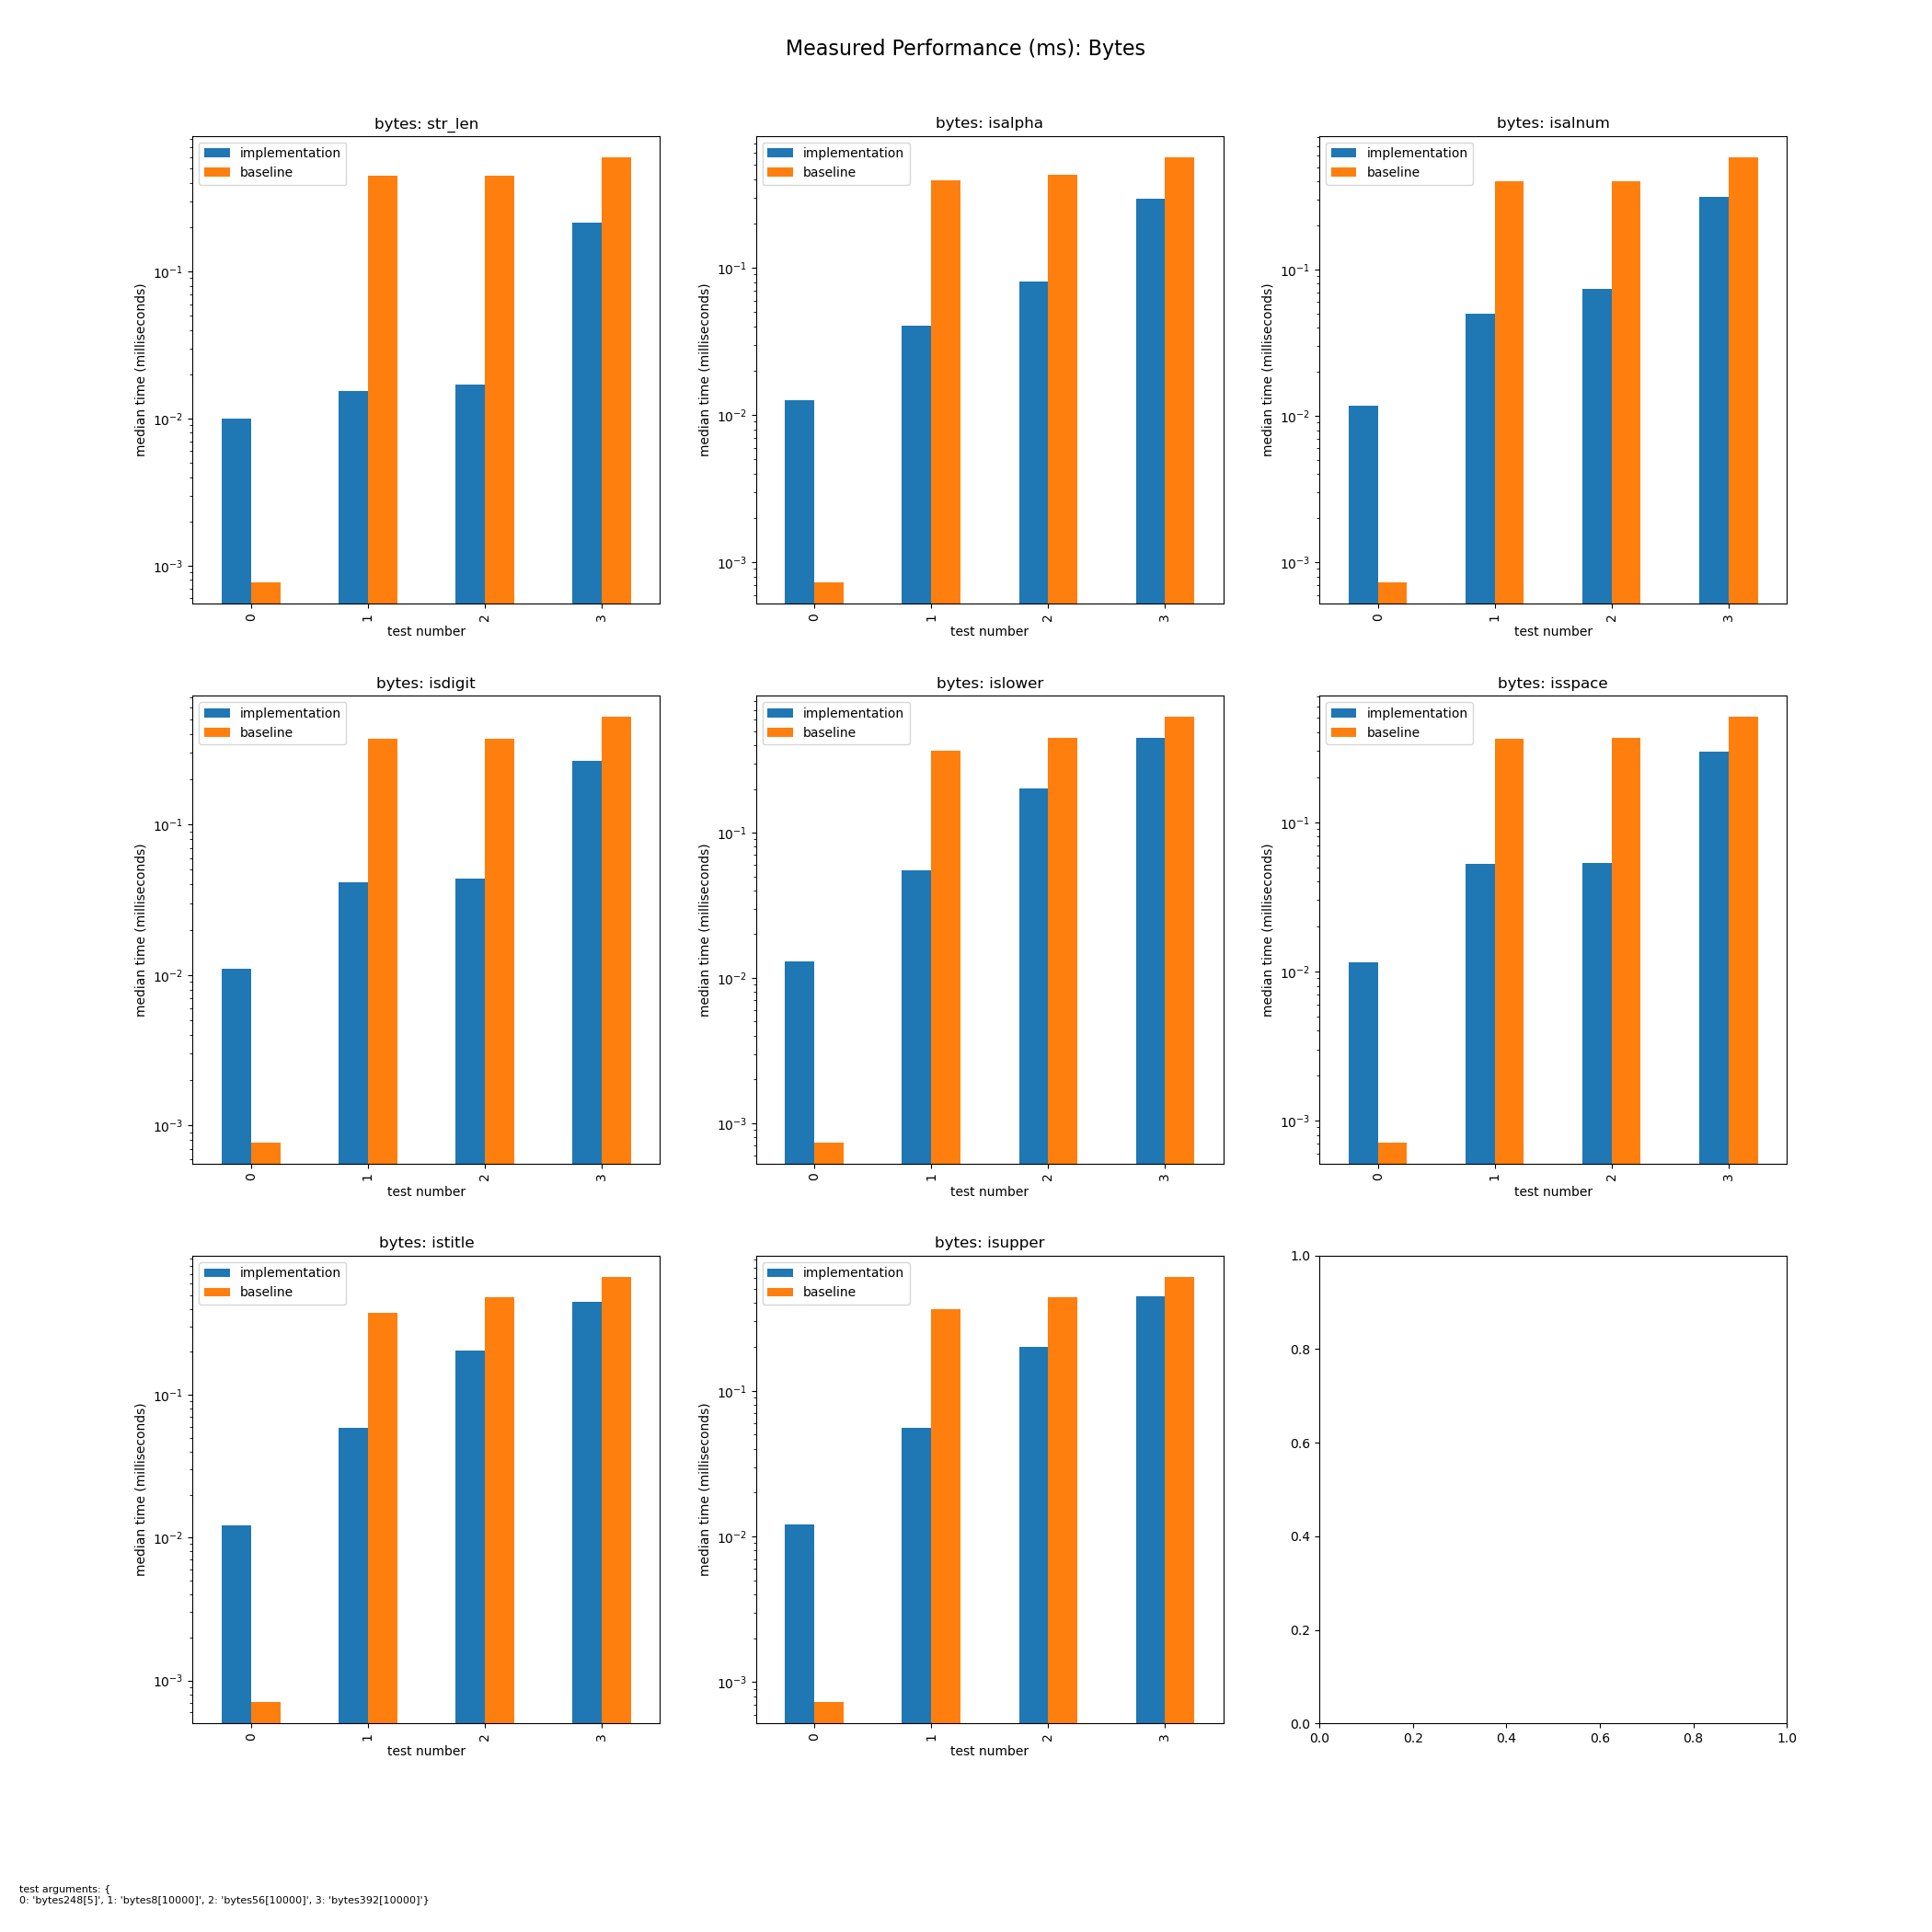 Measured Performance (ms): Bytes
bytes: str_len
implementation
baseline
10⁻¹
10⁻²
10⁻³
median time (milliseconds)
0 1 2 3
test number
bytes: isalpha
implementation
baseline
10⁻¹
10⁻²
10⁻³
median time (milliseconds)
0 1 2 3
test number
bytes: isalnum
implementation
baseline
10⁻¹
10⁻²
10⁻³
median time (milliseconds)
0 1 2 3
test number
bytes: isdigit
implementation
baseline
10⁻¹
10⁻²
10⁻³
median time (milliseconds)
0 1 2 3
test number
bytes: islower
implementation
baseline
10⁻¹
10⁻²
10⁻³
median time (milliseconds)
0 1 2 3
test number
bytes: isspace
implementation
baseline
10⁻¹
10⁻²
10⁻³
median time (milliseconds)
0 1 2 3
test number
bytes: istitle
implementation
baseline
10⁻¹
10⁻²
10⁻³
median time (milliseconds)
0 1 2 3
test number
bytes: isupper
implementation
baseline
10⁻¹
10⁻²
10⁻³
median time (milliseconds)
0 1 2 3
test number
1.0
0.8
0.6
0.4
0.2
0.0
0.0 0.2 0.4 0.6 0.8 1.0
test arguments: {
0: 'bytes248[5]', 1: 'bytes8[10000]', 2: 'bytes56[10000]', 3: 'bytes392[10000]'}